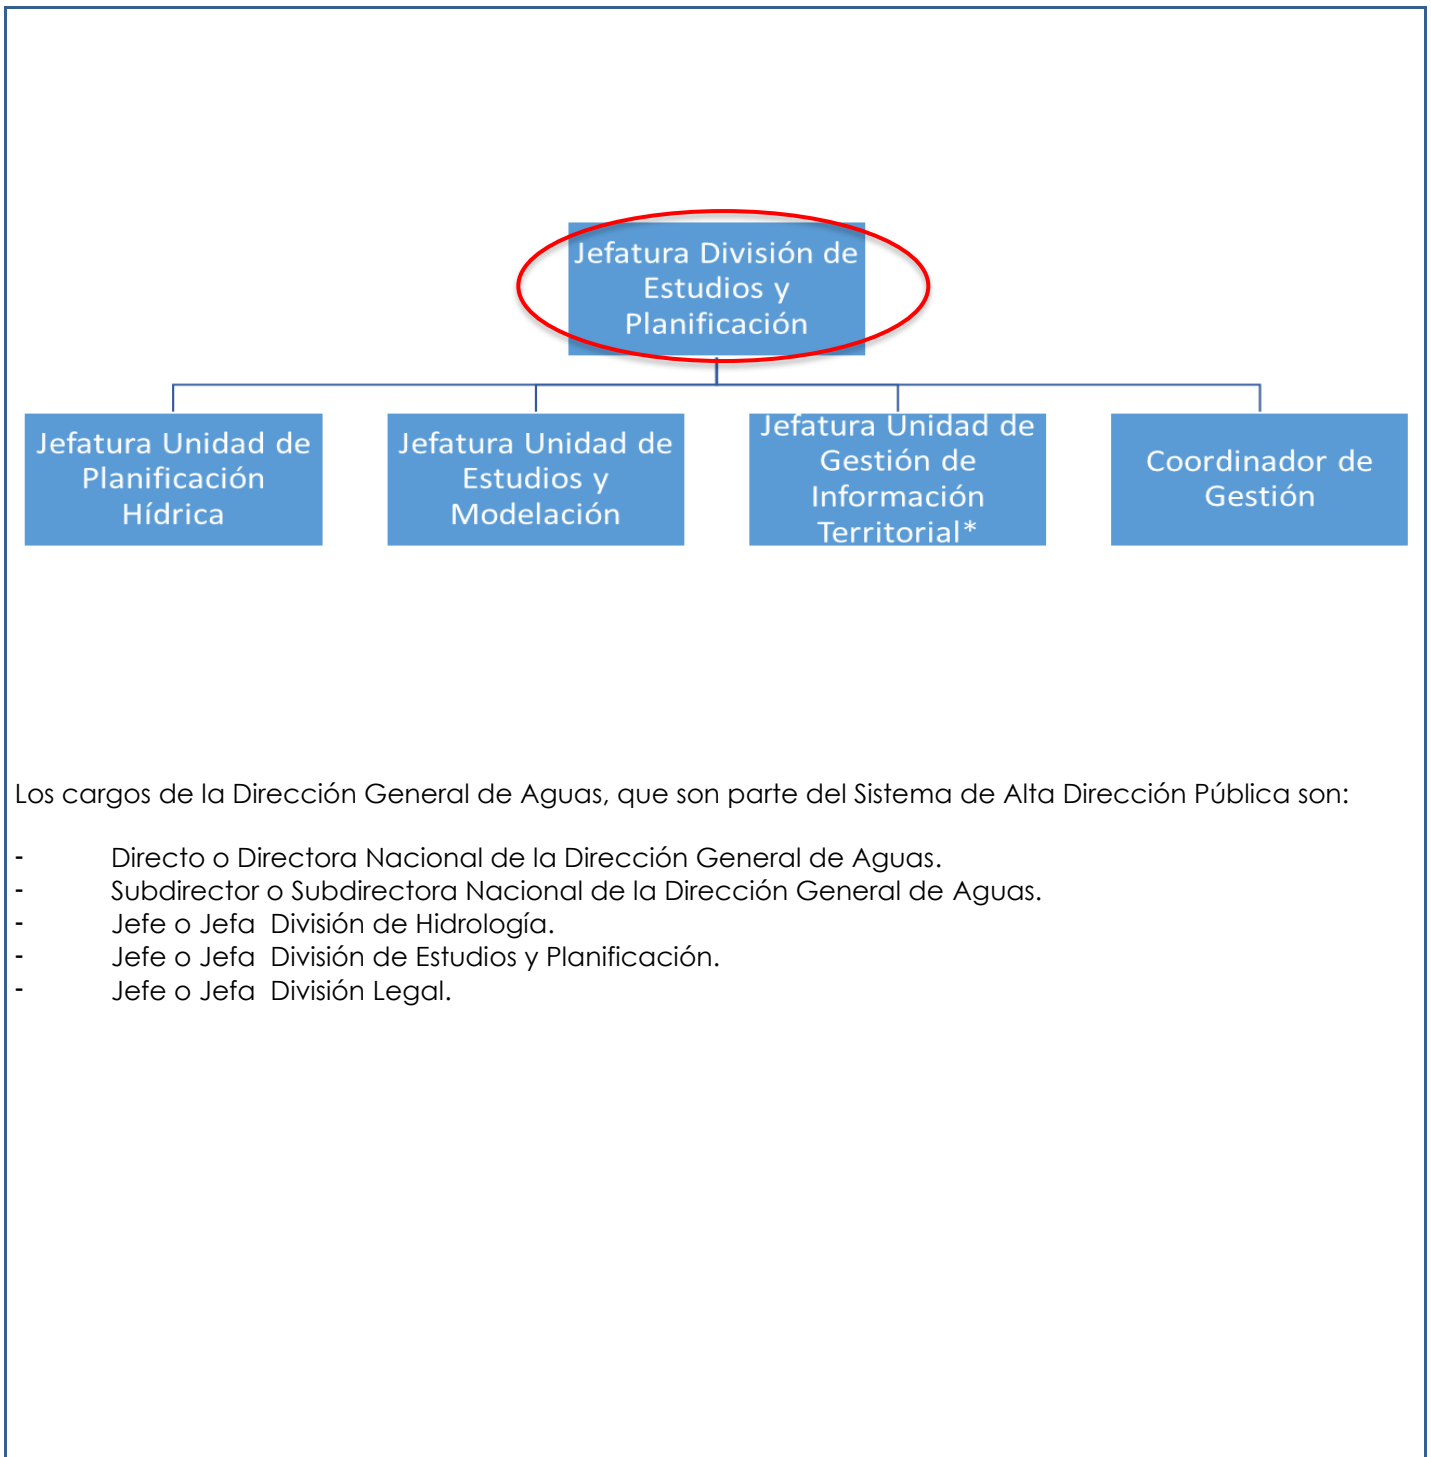 Jefatura División de
Estudios y
Planificación
Jefatura Unidad de
Planificación
Hídrica
Jefatura Unidad de
Estudios y
Modelación
Jefatura Unidad de
Gestión de
Información
Territorial*
Coordinador de
Gestión
Los cargos de la Dirección General de Aguas, que son parte del Sistema de Alta Dirección Pública son:
- Directo o Directora Nacional de la Dirección General de Aguas.
- Subdirector o Subdirectora Nacional de la Dirección General de Aguas.
- Jefe o Jefa División de Hidrología.
- Jefe o Jefa División de Estudios y Planificación.
- Jefe o Jefa División Legal.